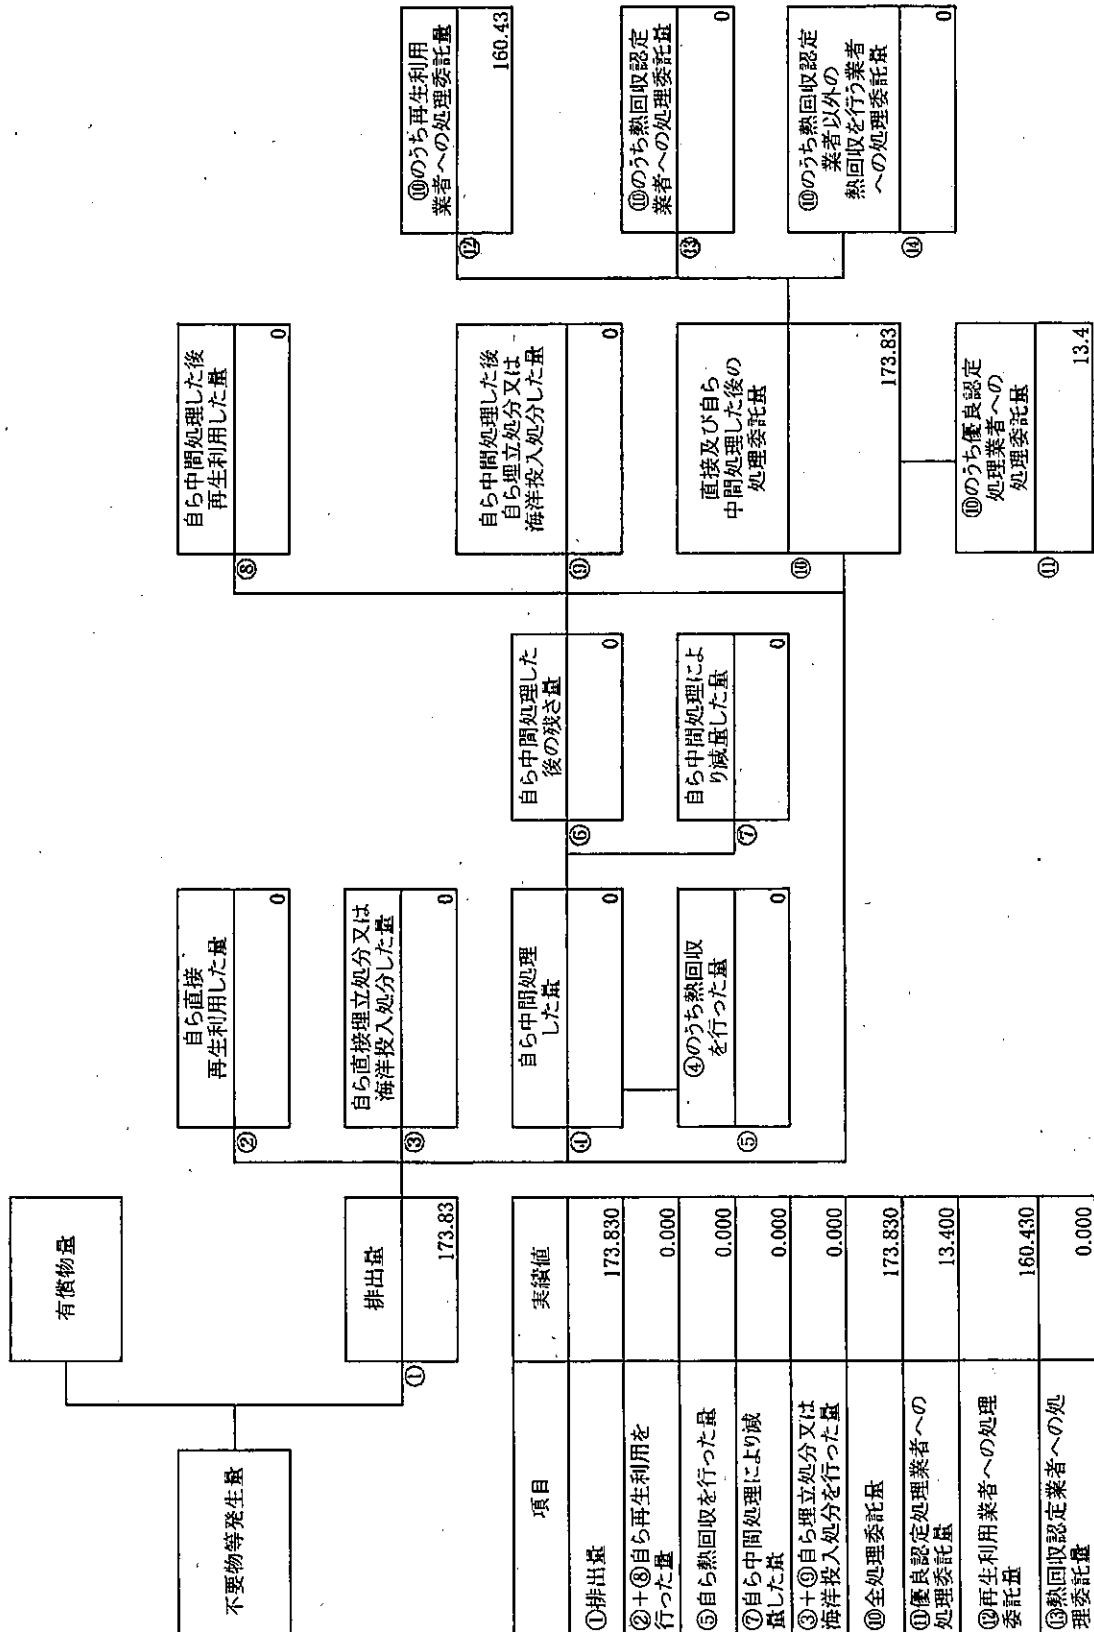 不要物等発生量
有償物量
①
排出量
173.83
②
自ら直接
再生利用した量
0
③
自ら直接埋立処分又は
海洋投入処分した量
0
④
自ら中間処理
した量
0
⑤
④のうち熱回収
を行った量
0
⑥
自ら中間処理した
後の残さ量
0
⑦
自ら中間処理によ
り減量した量
0
⑧
自ら中間処理した後
再生利用した量
0
⑨
自ら中間処理した後
自ら埋立処分又は
海洋投入処分した量
0
⑩
直接及び自ら
中間処理した後の
処理委託量
173.83
⑪
⑩のうち優良認定
処理業者への
処理委託量
13.4
⑫
⑩のうち再生利用
業者への処理委託量
160.43
⑬
⑩のうち熱回収認定
業者への処理委託量
0
⑭
⑩のうち熱回収認定
業者以外の
熱回収を行う業者
への処理委託量
0
項目
実績値
①排出量
173.830
②+⑧自ら再生利用を
行った量
0.000
⑤自ら熱回収を行った量
0.000
⑦自ら中間処理により減
量した量
0.000
③+⑨自ら埋立処分又は
海洋投入処分を行った量
0.000
⑩全処理委託量
173.830
⑪優良認定処理業者への
処理委託量
13.400
⑫再生利用業者への処理
委託量
160.430
⑬熱回収認定業者への処
理委託量
0.000